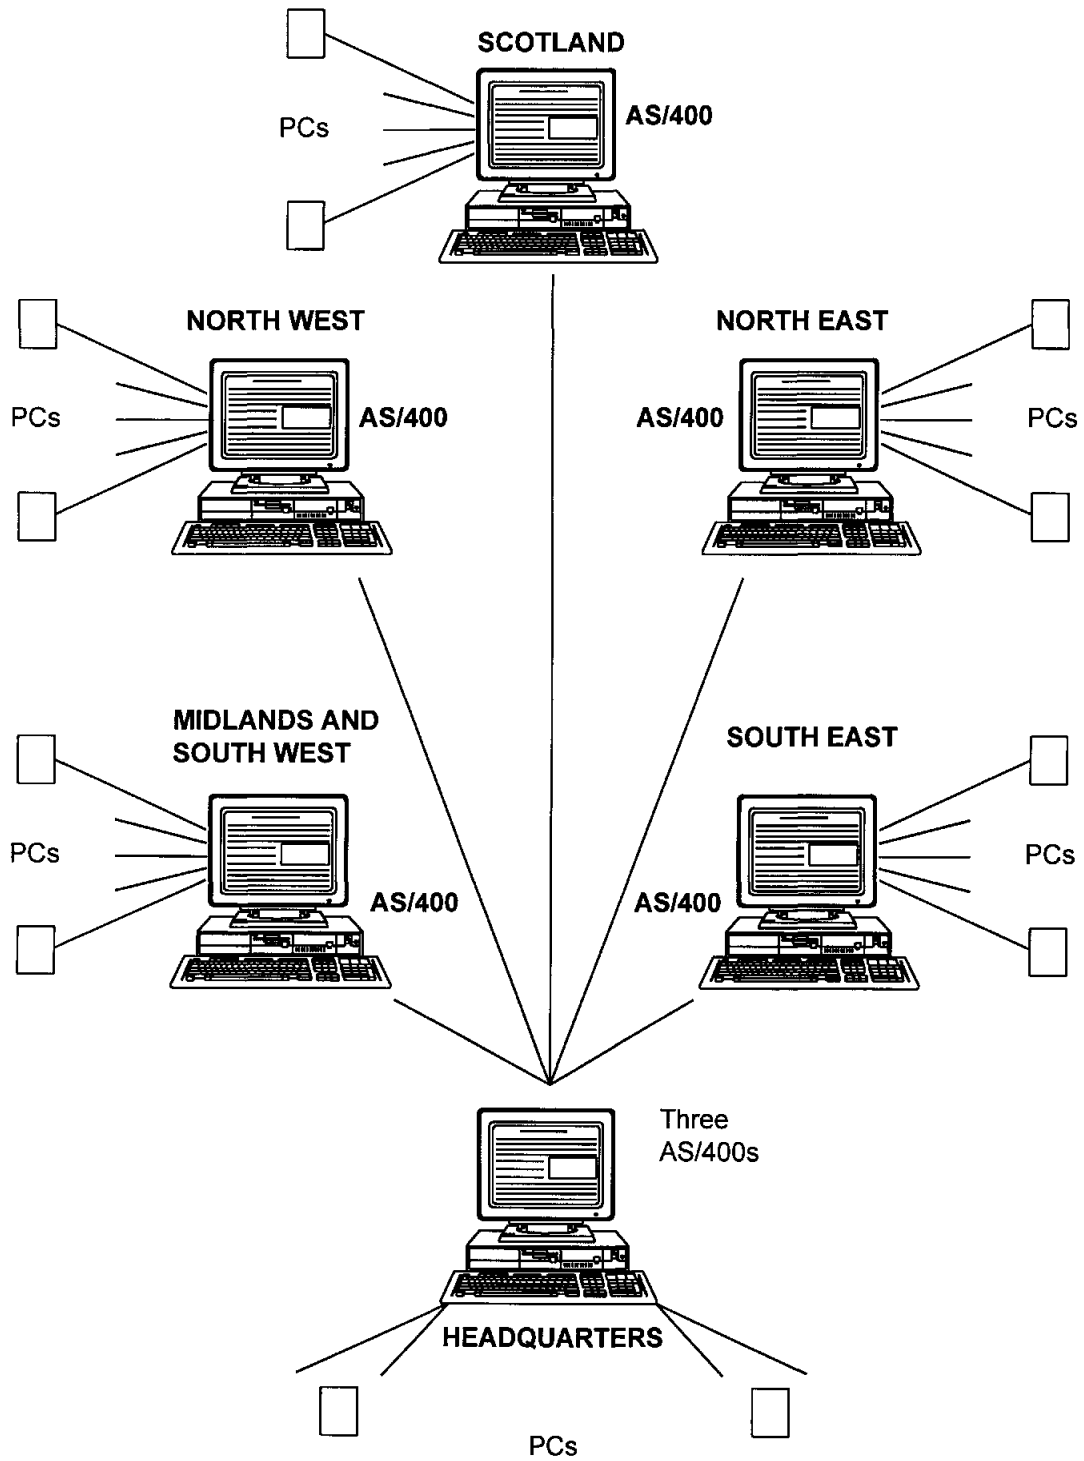 SCOTLAND
AS/400
PCs
NORTH WEST
AS/400
PCs
NORTH EAST
AS/400
PCs
MIDLANDS AND
SOUTH WEST
AS/400
PCs
SOUTH EAST
AS/400
PCs
Three
AS/400s
HEADQUARTERS
PCs